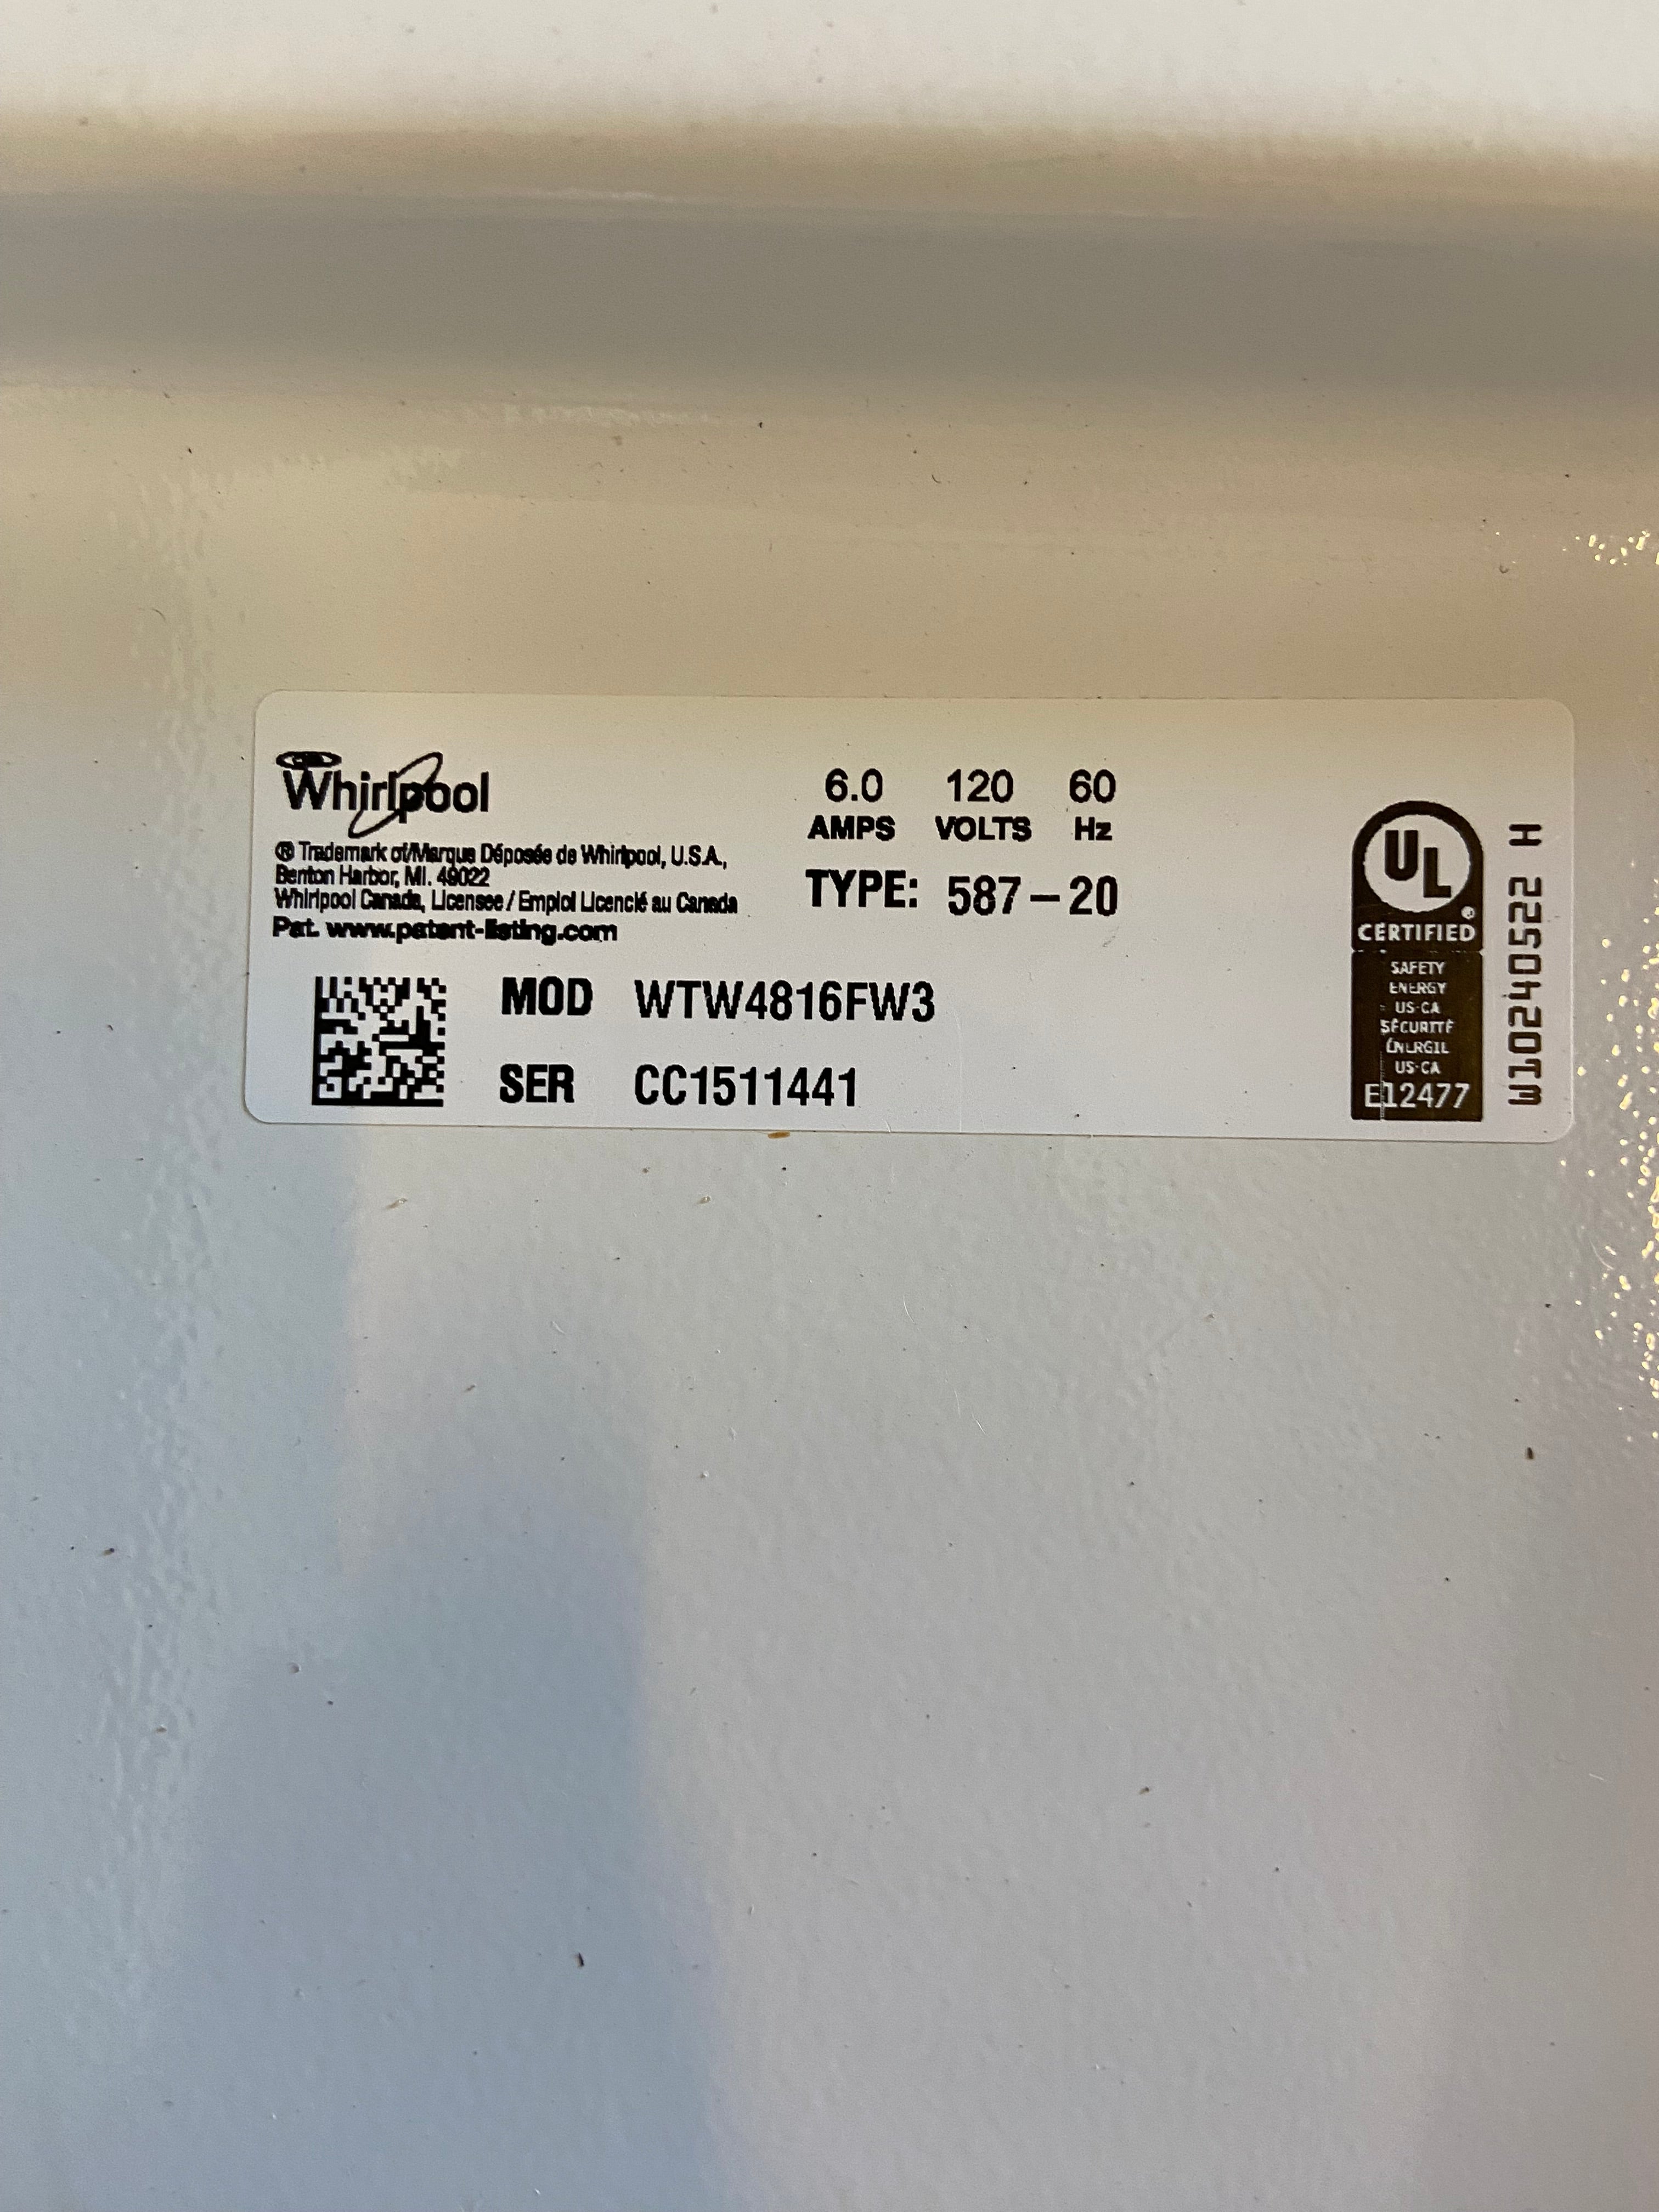 Whirlpool
® Trademark of/Marque Déposée de Whirlpool, U.S.A.,
Benton Harbor, MI. 49022
Whirlpool Canada, Licensee / Emploi Licencié au Canada
Pat. www.patent-listing.com
6.0 120 60
AMPS VOLTS Hz
TYPE: 587-20
MOD WTW4816FW3
SER CC1511441
UL
®
CERTIFIED
SAFETY
ENERGY
US-CA
SÉCURITÉ
ÉNERGIE
US-CA
E12477
W10240522 H